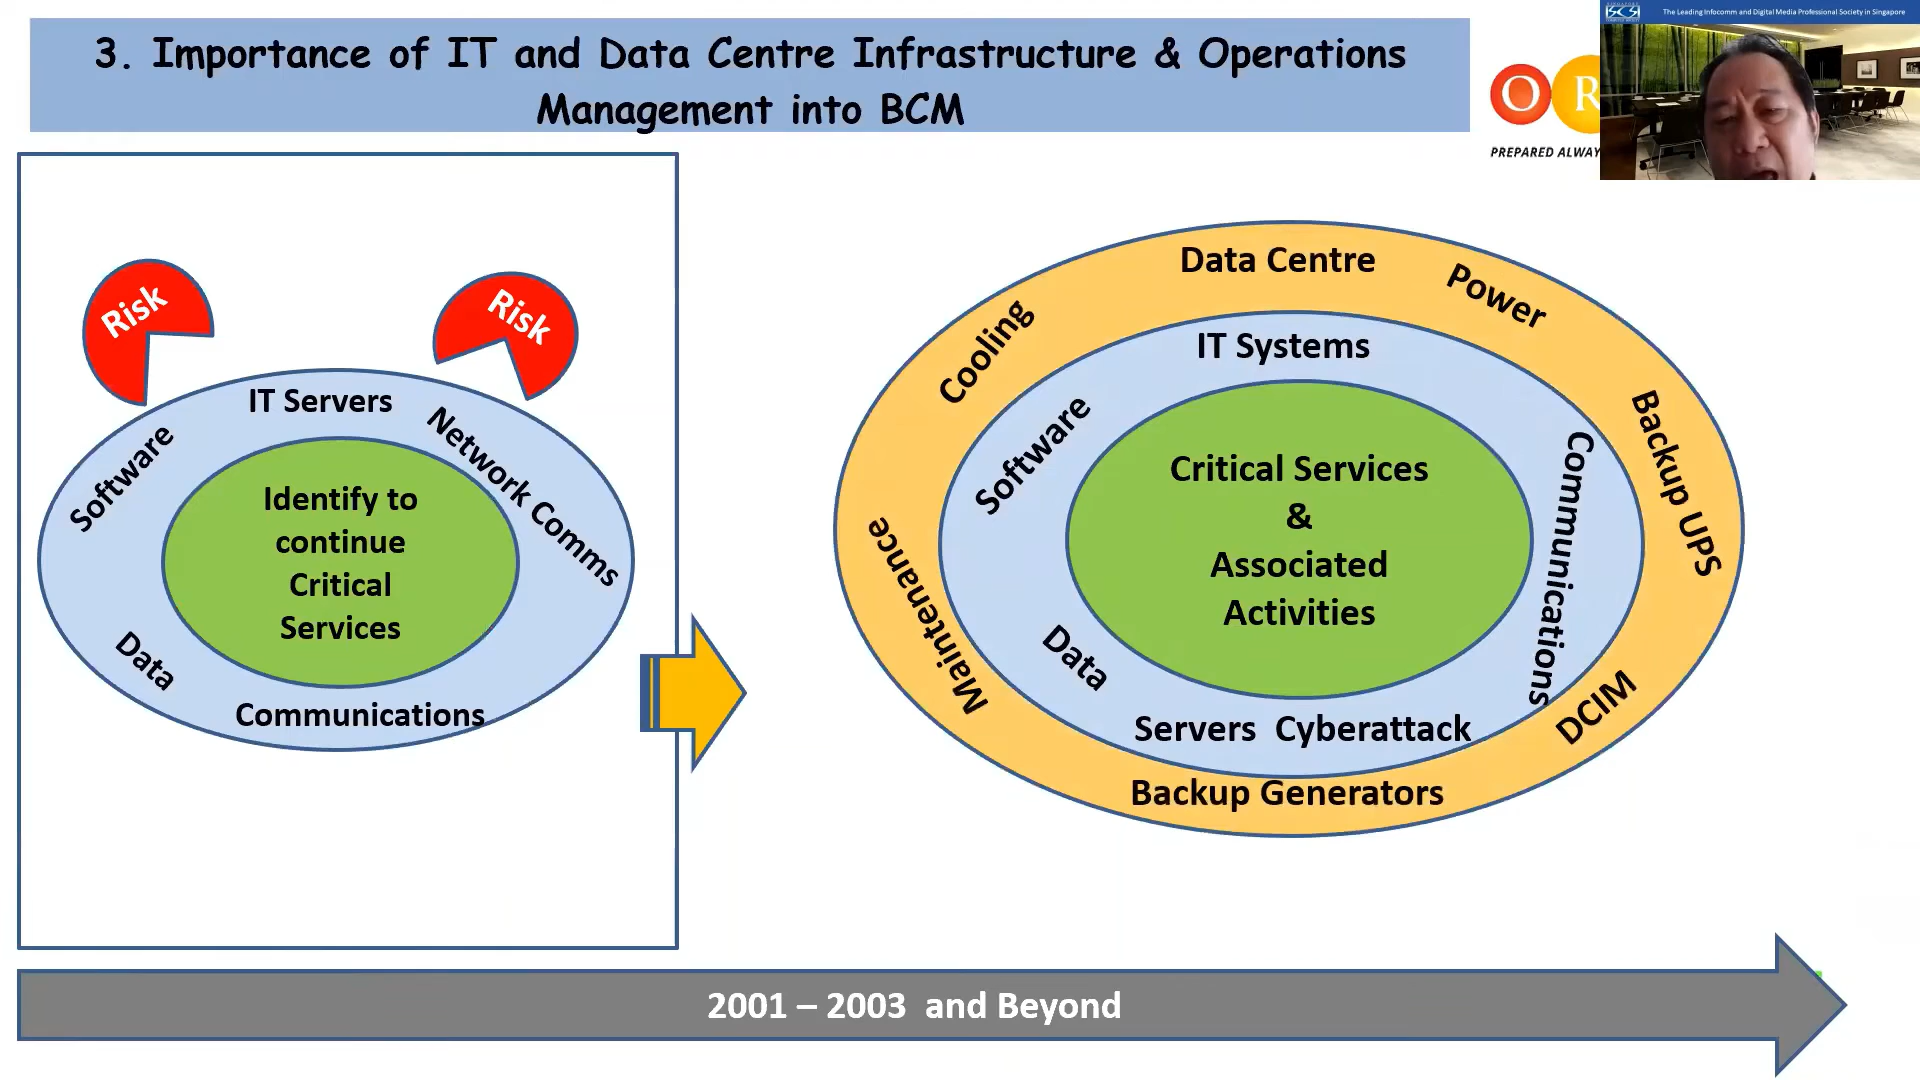 3. Importance of IT and Data Centre Infrastructure & Operations
Management into BCM
The Leading Infocomm and Digital Media Professional Society in Singapore
SCS
O R
PREPARED ALWAY
Risk
Risk
IT Servers
Software
Network Comms
Identify to
continue
Critical
Services
Data
Communications
Data Centre
Power
Cooling
IT Systems
Software
Backup UPS
Communications
Critical Services
&
Associated
Activities
Maintenance
Data
DCIM
Servers Cyberattack
Backup Generators
2001 – 2003 and Beyond